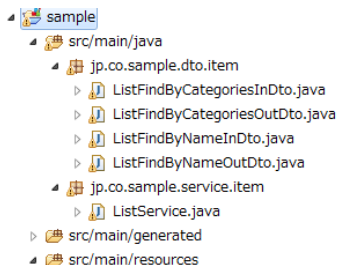 sample
src/main/java
jp.co.sample.dto.item
ListFindByCategoriesInDto.java
ListFindByCategoriesOutDto.java
ListFindByNameInDto.java
ListFindByNameOutDto.java
jp.co.sample.service.item
ListService.java
src/main/generated
src/main/resources